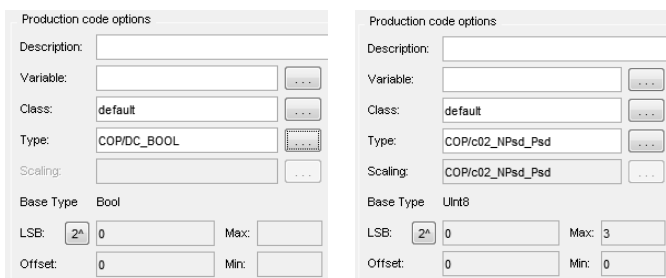 Production code options
Description:
Variable:
...
Class: default ...
Type: COP/DC_BOOL ...
Scaling: ...
Base Type Bool
LSB: 2^ 0 Max:
Offset: 0 Min:
Production code options
Description:
Variable: ...
Class: default ...
Type: COP/c02_NPsd_Psd ...
Scaling: COP/c02_NPsd_Psd ...
Base Type UInt8
LSB: 2^ 0 Max: 3
Offset: 0 Min: 0